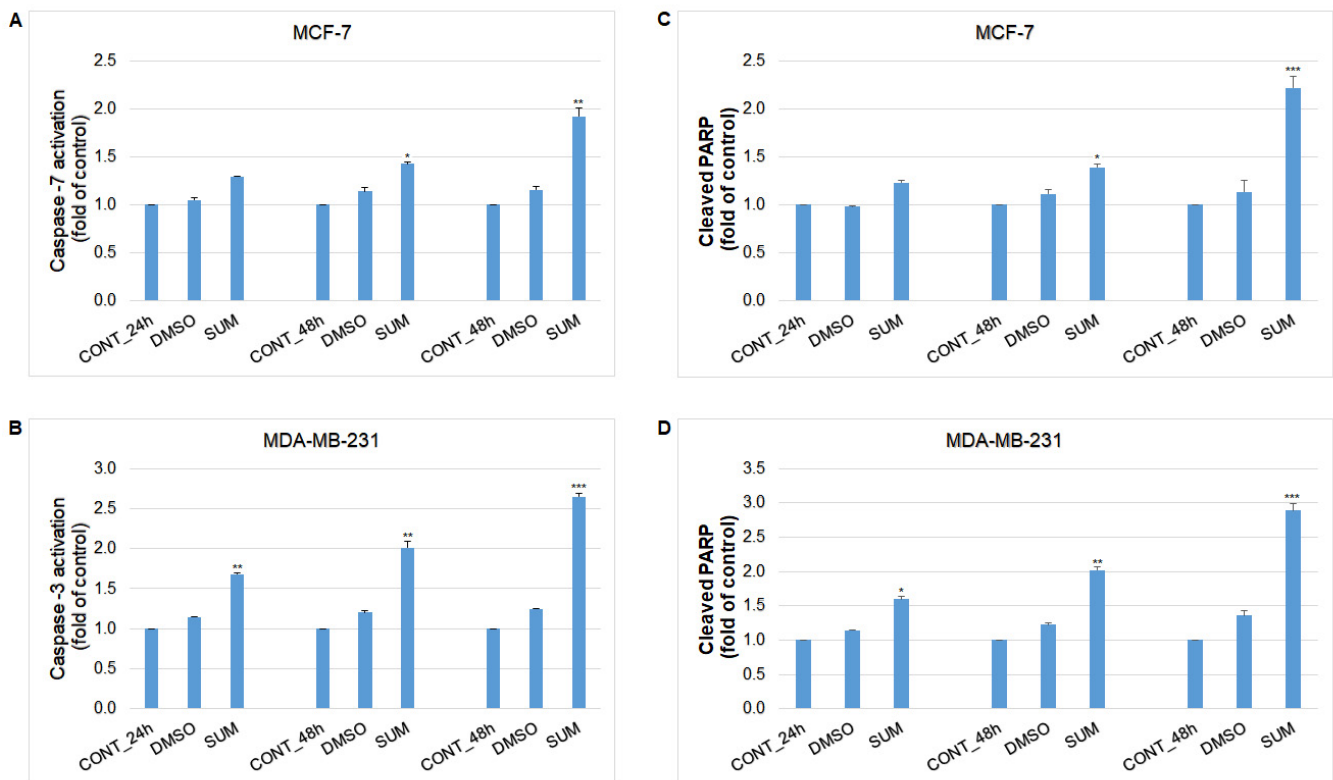 A
MCF-7
Caspase -7 activation
(fold of control)
2.5
2.0
1.5
1.0
0.5
0.0
*
**
CONT_24h
DMSO
SUM
CONT_48h
DMSO
SUM
CONT_48h
DMSO
SUM
C
MCF-7
Cleaved PARP
(fold of control)
2.5
2.0
1.5
1.0
0.5
0.0
*
***
CONT_24h
DMSO
SUM
CONT_48h
DMSO
SUM
CONT_48h
DMSO
SUM
B
MDA-MB-231
Caspase -3 activation
(fold of control)
3.0
2.5
2.0
1.5
1.0
0.5
0.0
**
**
***
CONT_24h
DMSO
SUM
CONT_48h
DMSO
SUM
CONT_48h
DMSO
SUM
D
MDA-MB-231
Cleaved PARP
(fold of control)
3.5
3.0
2.5
2.0
1.5
1.0
0.5
0.0
*
**
***
CONT_24h
DMSO
SUM
CONT_48h
DMSO
SUM
CONT_48h
DMSO
SUM